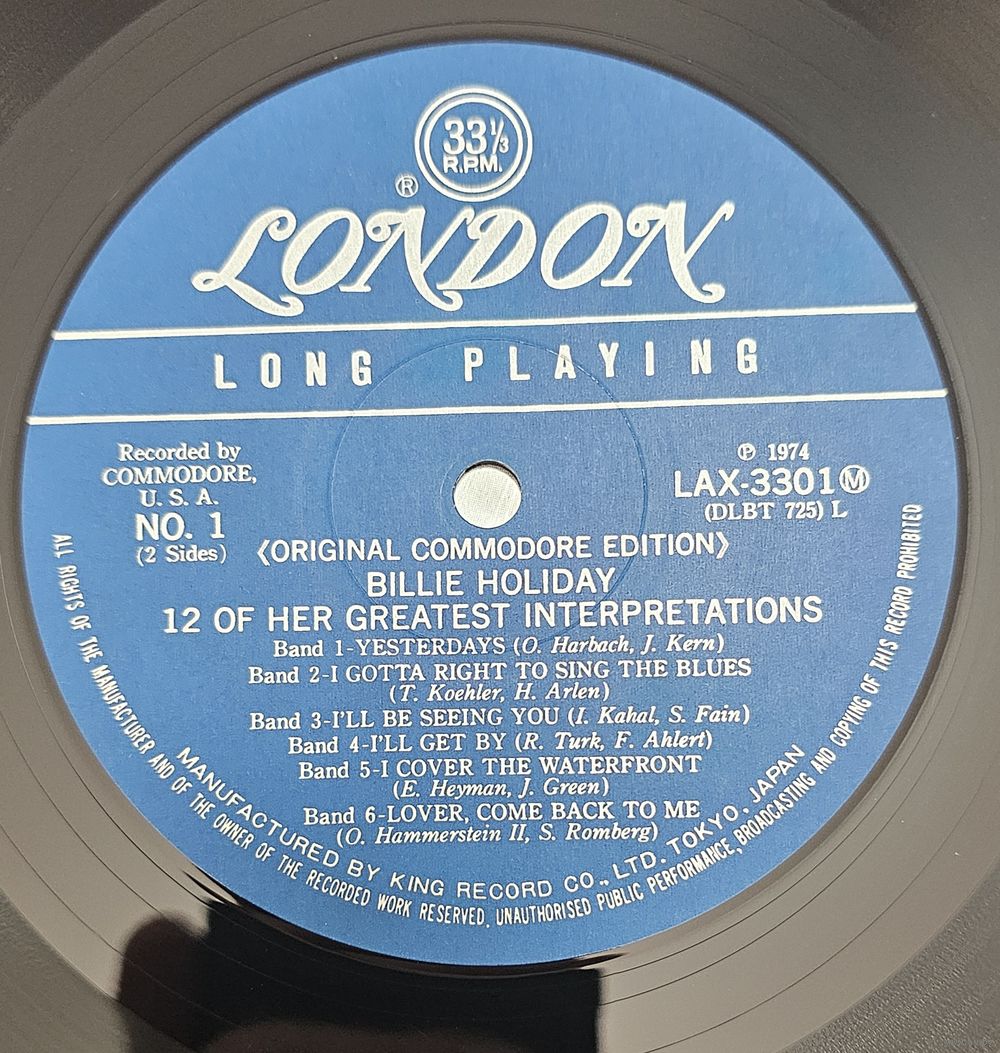 33 1/3
R.P.M.
®
LONDON
LONG PLAYING
Recorded by
COMMODORE,
U. S. A.
NO. 1
(2 Sides)
℗ 1974
LAX-3301Ⓜ
(DLBT 725) L
〈ORIGINAL COMMODORE EDITION〉
BILLIE HOLIDAY
12 OF HER GREATEST INTERPRETATIONS
Band 1-YESTERDAYS (O. Harbach, J. Kern)
Band 2-I GOTTA RIGHT TO SING THE BLUES
(T. Koehler, H. Arlen)
Band 3-I'LL BE SEEING YOU (I. Kahal, S. Fain)
Band 4-I'LL GET BY (R. Turk, F. Ahlert)
Band 5-I COVER THE WATERFRONT
(E. Heyman, J. Green)
Band 6-LOVER, COME BACK TO ME
(O. Hammerstein II, S. Romberg)
MANUFACTURED BY KING RECORD CO., LTD. TOKYO. JAPAN
ALL RIGHTS OF THE MANUFACTURER AND OF THE OWNER OF THE RECORDED WORK RESERVED. UNAUTHORISED PUBLIC PERFORMANCE, BROADCASTING AND COPYING OF THIS RECORD PROHIBITED